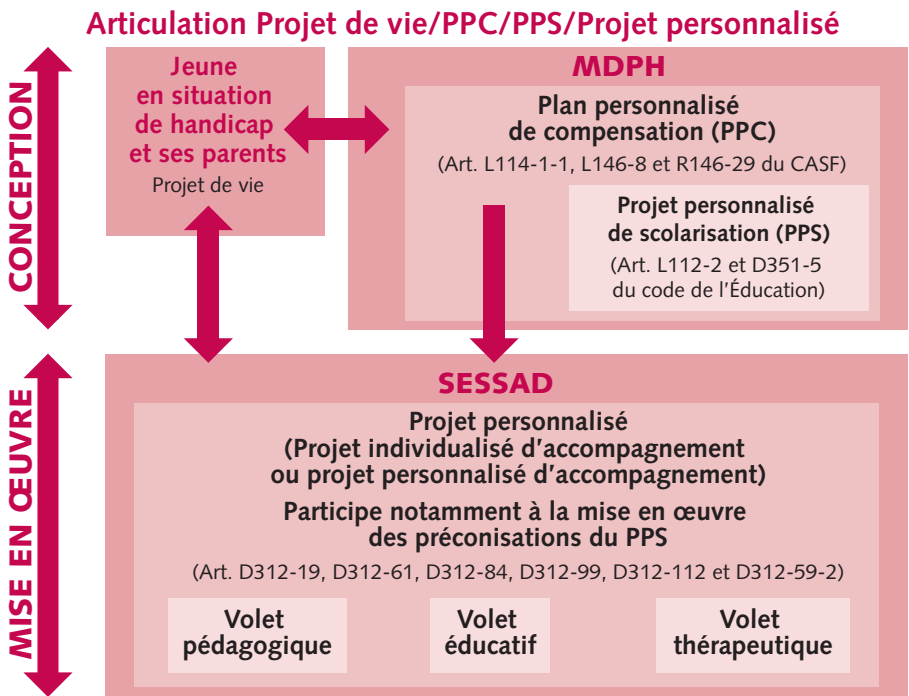 Articulation Projet de vie/PPC/PPS/Projet personnalisé
CONCEPTION
Jeune
en situation
de handicap
et ses parents
Projet de vie
MDPH
Plan personnalisé
de compensation (PPC)
(Art. L114-1-1, L146-8 et R146-29 du CASF)
Projet personnalisé
de scolarisation (PPS)
(Art. L112-2 et D351-5
du code de l’Éducation)
MISE EN ŒUVRE
SESSAD
Projet personnalisé
(Projet individualisé d’accompagnement
ou projet personnalisé d’accompagnement)
Participe notamment à la mise en œuvre
des préconisations du PPS
(Art. D312-19, D312-61, D312-84, D312-99, D312-112 et D312-59-2)
Volet
pédagogique
Volet
éducatif
Volet
thérapeutique